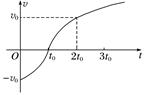 v
v₀
O
t₀ 2t₀ 3t₀ t
−v₀